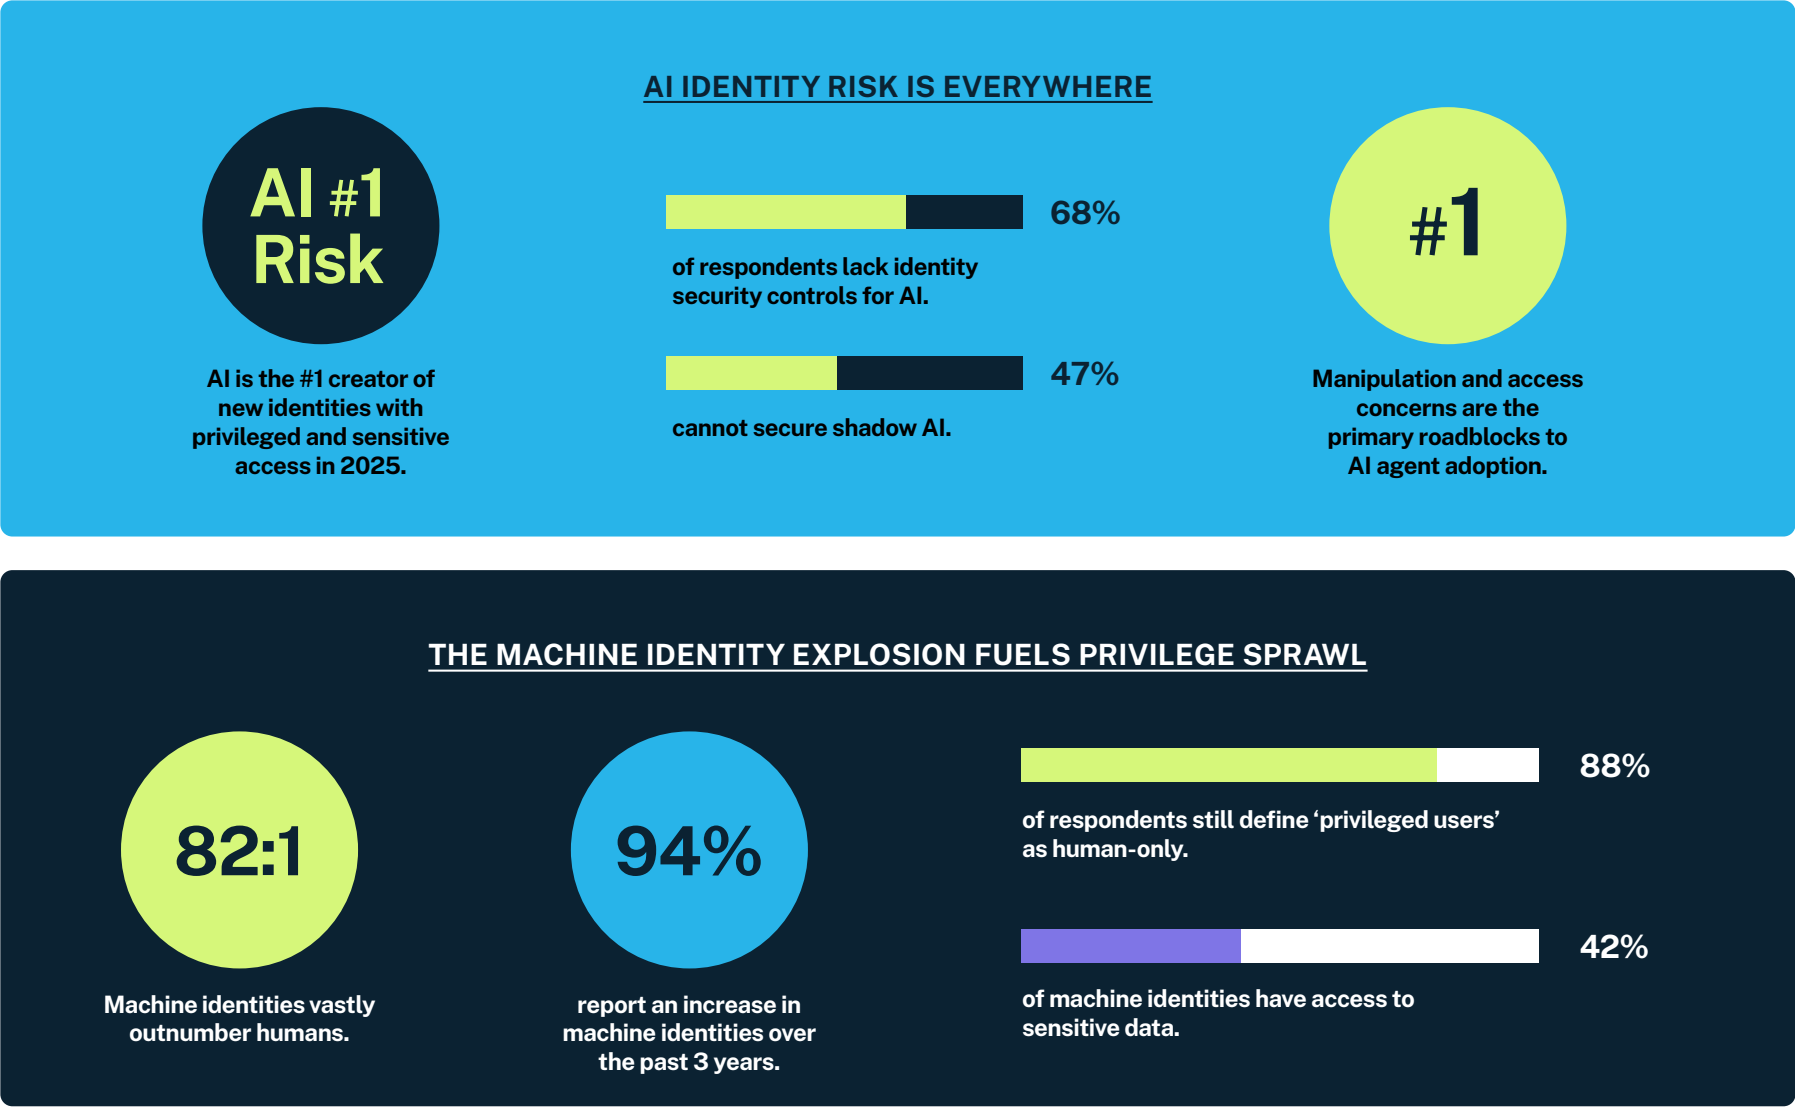 AI IDENTITY RISK IS EVERYWHERE
AI #1
Risk
AI is the #1 creator of
new identities with
privileged and sensitive
access in 2025.
68%
of respondents lack identity
security controls for AI.
47%
cannot secure shadow AI.
#1
Manipulation and access
concerns are the
primary roadblocks to
AI agent adoption.
THE MACHINE IDENTITY EXPLOSION FUELS PRIVILEGE SPRAWL
82:1
Machine identities vastly
outnumber humans.
94%
report an increase in
machine identities over
the past 3 years.
88%
of respondents still define ‘privileged users’
as human-only.
42%
of machine identities have access to
sensitive data.